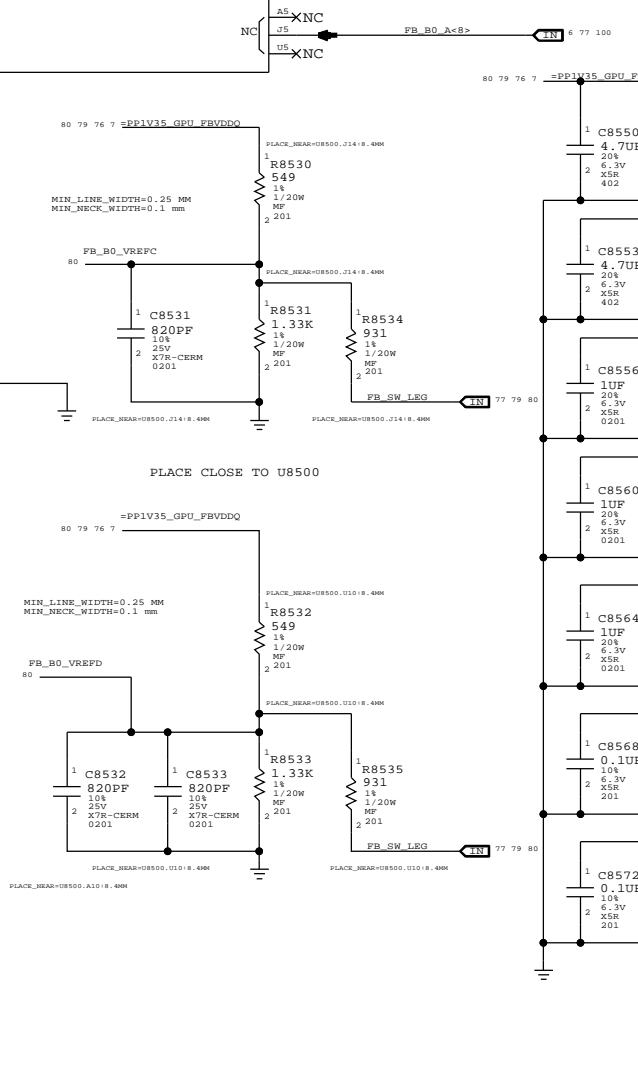 A5 NC
NC J5 FB_B0_A<8> IN 6 77 100
U5 NC
80 79 76 7 =PP1V35_GPU_F
80 79 76 7 =PP1V35_GPU_FBVDDQ
PLACE_NEAR=U8500.J14:8.4MM
1
R8530
549
1%
1/20W
MF
2 201
MIN_LINE_WIDTH=0.25 MM
MIN_NECK_WIDTH=0.1 mm
FB_B0_VREFC
80
PLACE_NEAR=U8500.J14:8.4MM
1
C8531
820PF
10%
25V
2 X7R-CERM
0201
1
R8531
1.33K
1%
1/20W
MF
2 201
1
R8534
931
1%
1/20W
MF
2 201
FB_SW_LEG IN 77 79 80
PLACE_NEAR=U8500.J14:8.4MM
PLACE_NEAR=U8500.J14:8.4MM
PLACE CLOSE TO U8500
=PP1V35_GPU_FBVDDQ
80 79 76 7
PLACE_NEAR=U8500.U10:8.4MM
MIN_LINE_WIDTH=0.25 MM
MIN_NECK_WIDTH=0.1 mm
1
R8532
549
1%
1/20W
MF
2 201
FB_B0_VREFD
80
PLACE_NEAR=U8500.U10:8.4MM
1
C8532
820PF
10%
25V
2 X7R-CERM
0201
1
C8533
820PF
10%
25V
2 X7R-CERM
0201
1
R8533
1.33K
1%
1/20W
MF
2 201
1
R8535
931
1%
1/20W
MF
2 201
FB_SW_LEG IN 77 79 80
PLACE_NEAR=U8500.U10:8.4MM
PLACE_NEAR=U8500.U10:8.4MM
PLACE_NEAR=U8500.A10:8.4MM
1
C8550
4.7UF
20%
6.3V
2 X5R
402
1
C8553
4.7UF
20%
6.3V
2 X5R
402
1
C8556
1UF
20%
6.3V
2 X5R
0201
1
C8560
1UF
20%
6.3V
2 X5R
0201
1
C8564
1UF
20%
6.3V
2 X5R
0201
1
C8568
0.1UF
10%
6.3V
2 X5R
201
1
C8572
0.1UF
10%
6.3V
2 X5R
201